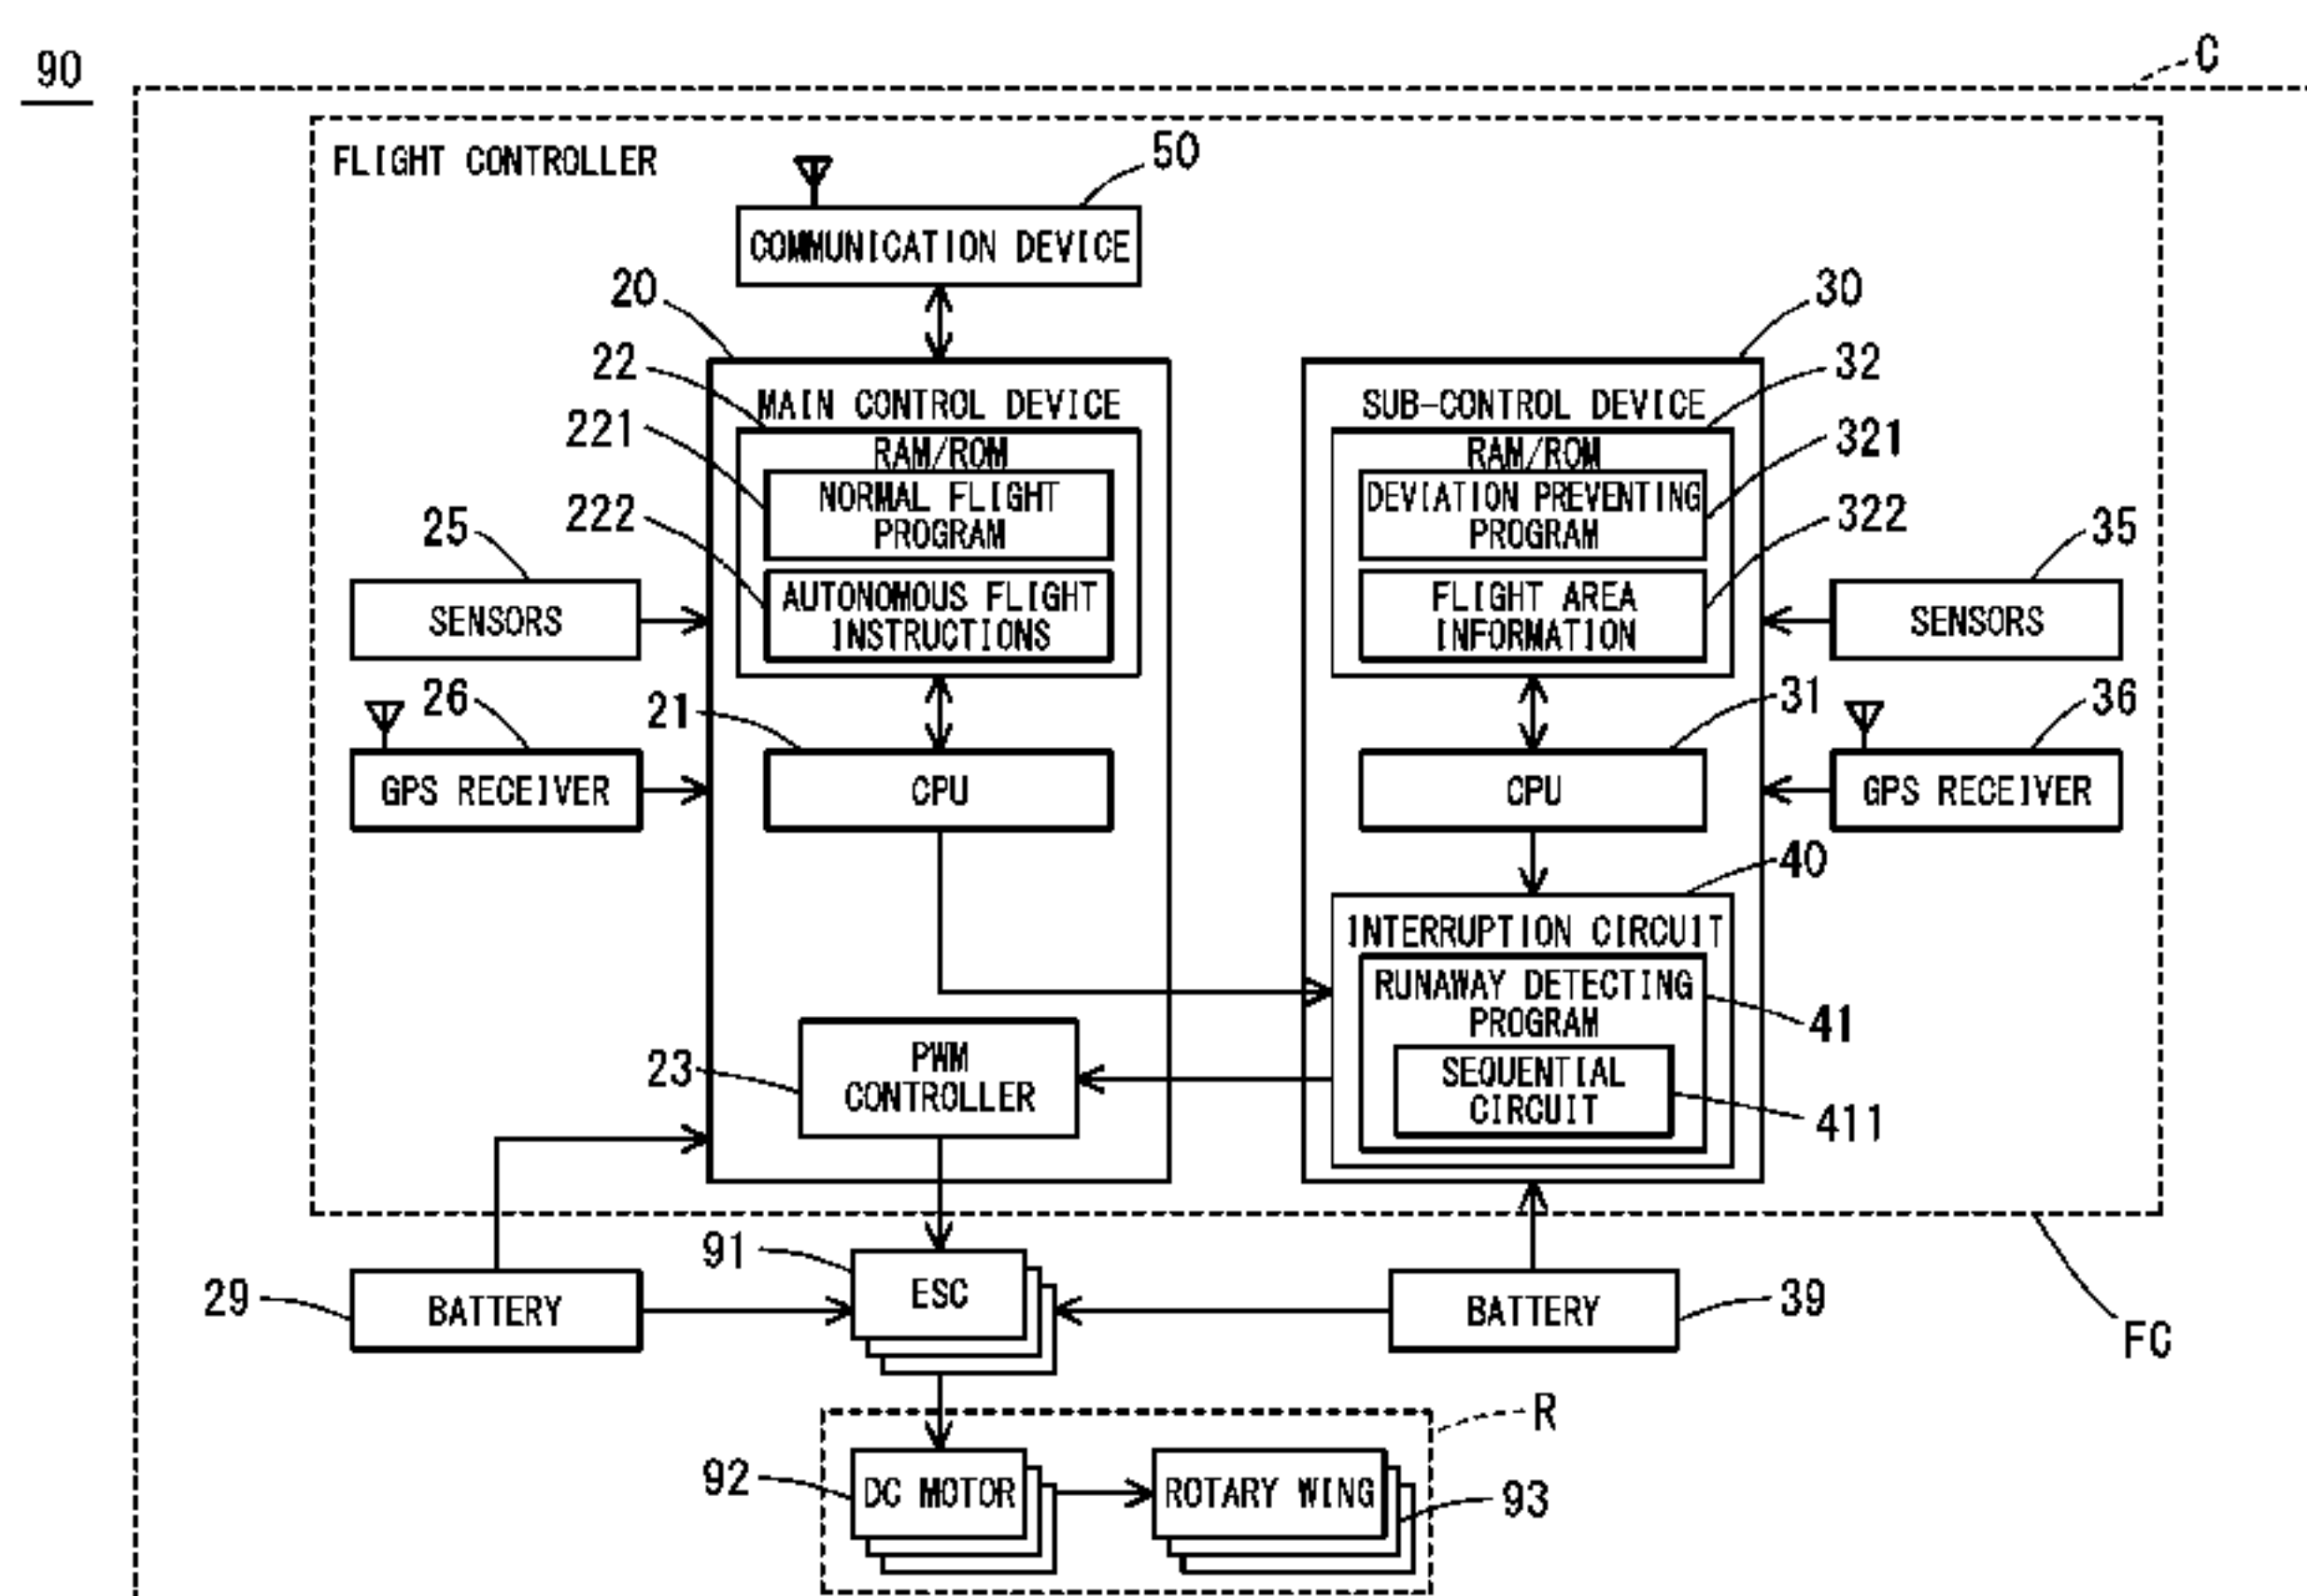 90
C
FLIGHT CONTROLLER
50
COMMUNICATION DEVICE
20
30
22
32
MAIN CONTROL DEVICE
SUB-CONTROL DEVICE
221
321
RAM/ROM
RAM/ROM
NORMAL FLIGHT
PROGRAM
DEVIATION PREVENTING
PROGRAM
222
322
25
35
AUTONOMOUS FLIGHT
INSTRUCTIONS
FLIGHT AREA
INFORMATION
SENSORS
SENSORS
26
21
31
36
GPS RECEIVER
CPU
CPU
GPS RECEIVER
40
INTERRUPTION CIRCUIT
RUNAWAY DETECTING
PROGRAM
41
23
PWM
CONTROLLER
SEQUENTIAL
CIRCUIT
411
91
29
BATTERY
ESC
BATTERY
39
FC
R
92
DC MOTOR
ROTARY WING
93